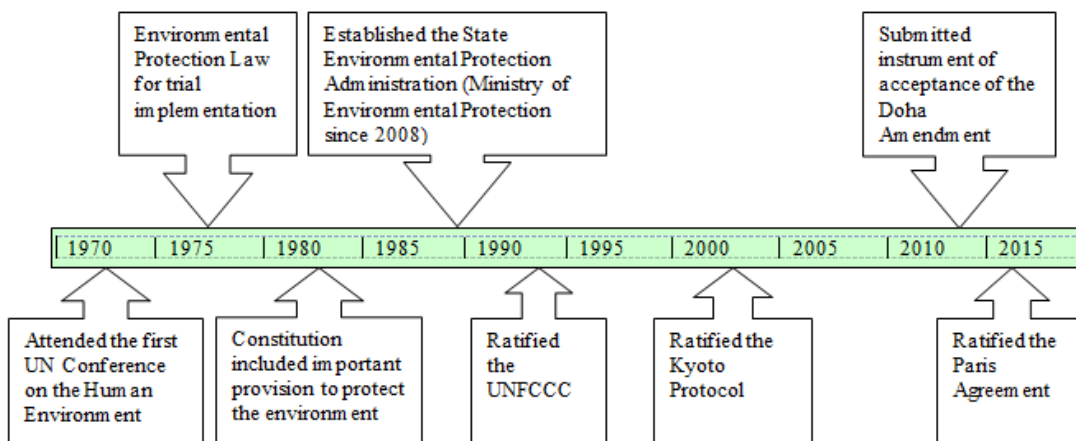 Environmental
Protection Law
for trial
implementation
Established the State
Environmental Protection
Administration (Ministry of
Environmental Protection
since 2008)
Submitted
instrument of
acceptance of the
Doha
Amendment
1970 1975 1980 1985 1990 1995 2000 2005 2010 2015
Attended the first
UN Conference
on the Human
Environment
Constitution
included important
provision to protect
the environment
Ratified
the
UNFCCC
Ratified the
Kyoto
Protocol
Ratified the
Paris
Agreement